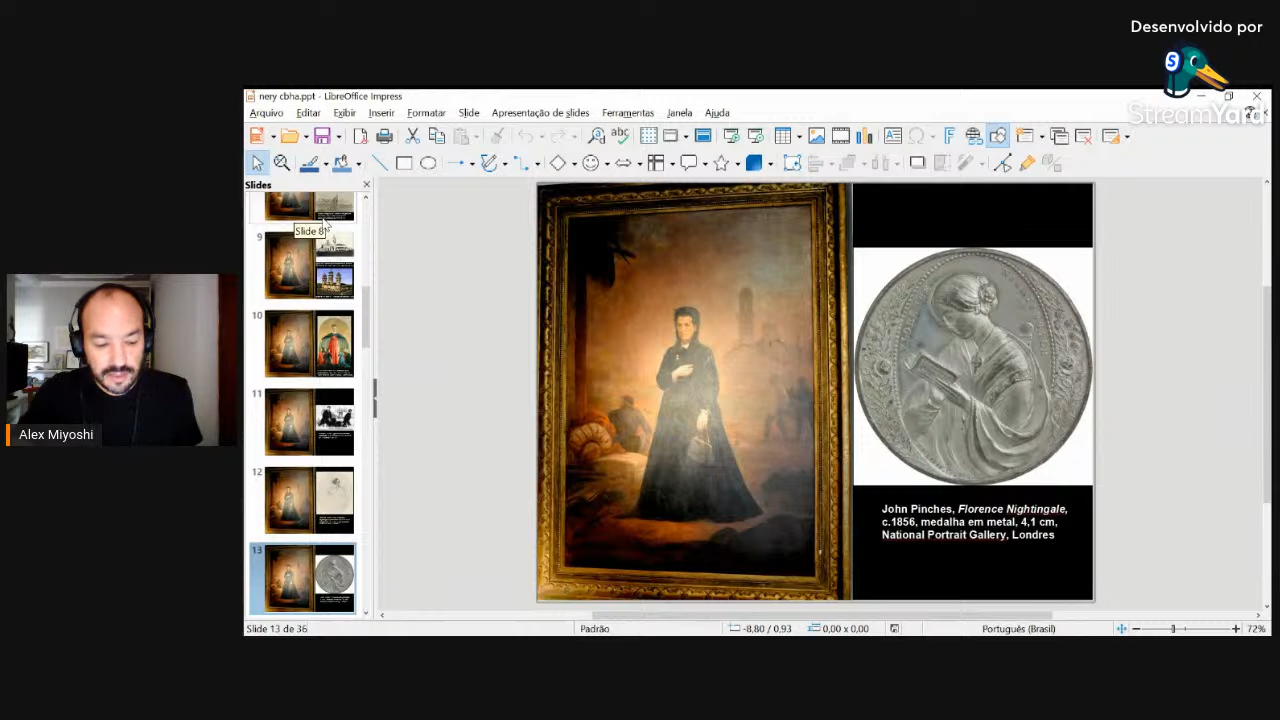 Desenvolvido por
StreamYard
nery cbha.ppt - LibreOffice Impress
Arquivo Editar Exibir Inserir Formatar Slide Apresentação de slides Ferramentas Janela Ajuda
Slides
Slide 8
9
10
11
12
13
Alex Miyoshi
John Pinches, Florence Nightingale,
c.1856, medalha em metal, 4,1 cm,
National Portrait Gallery, Londres
Slide 13 de 36
Padrão
-8,80 / 0,93
0,00 x 0,00
Português (Brasil)
72%